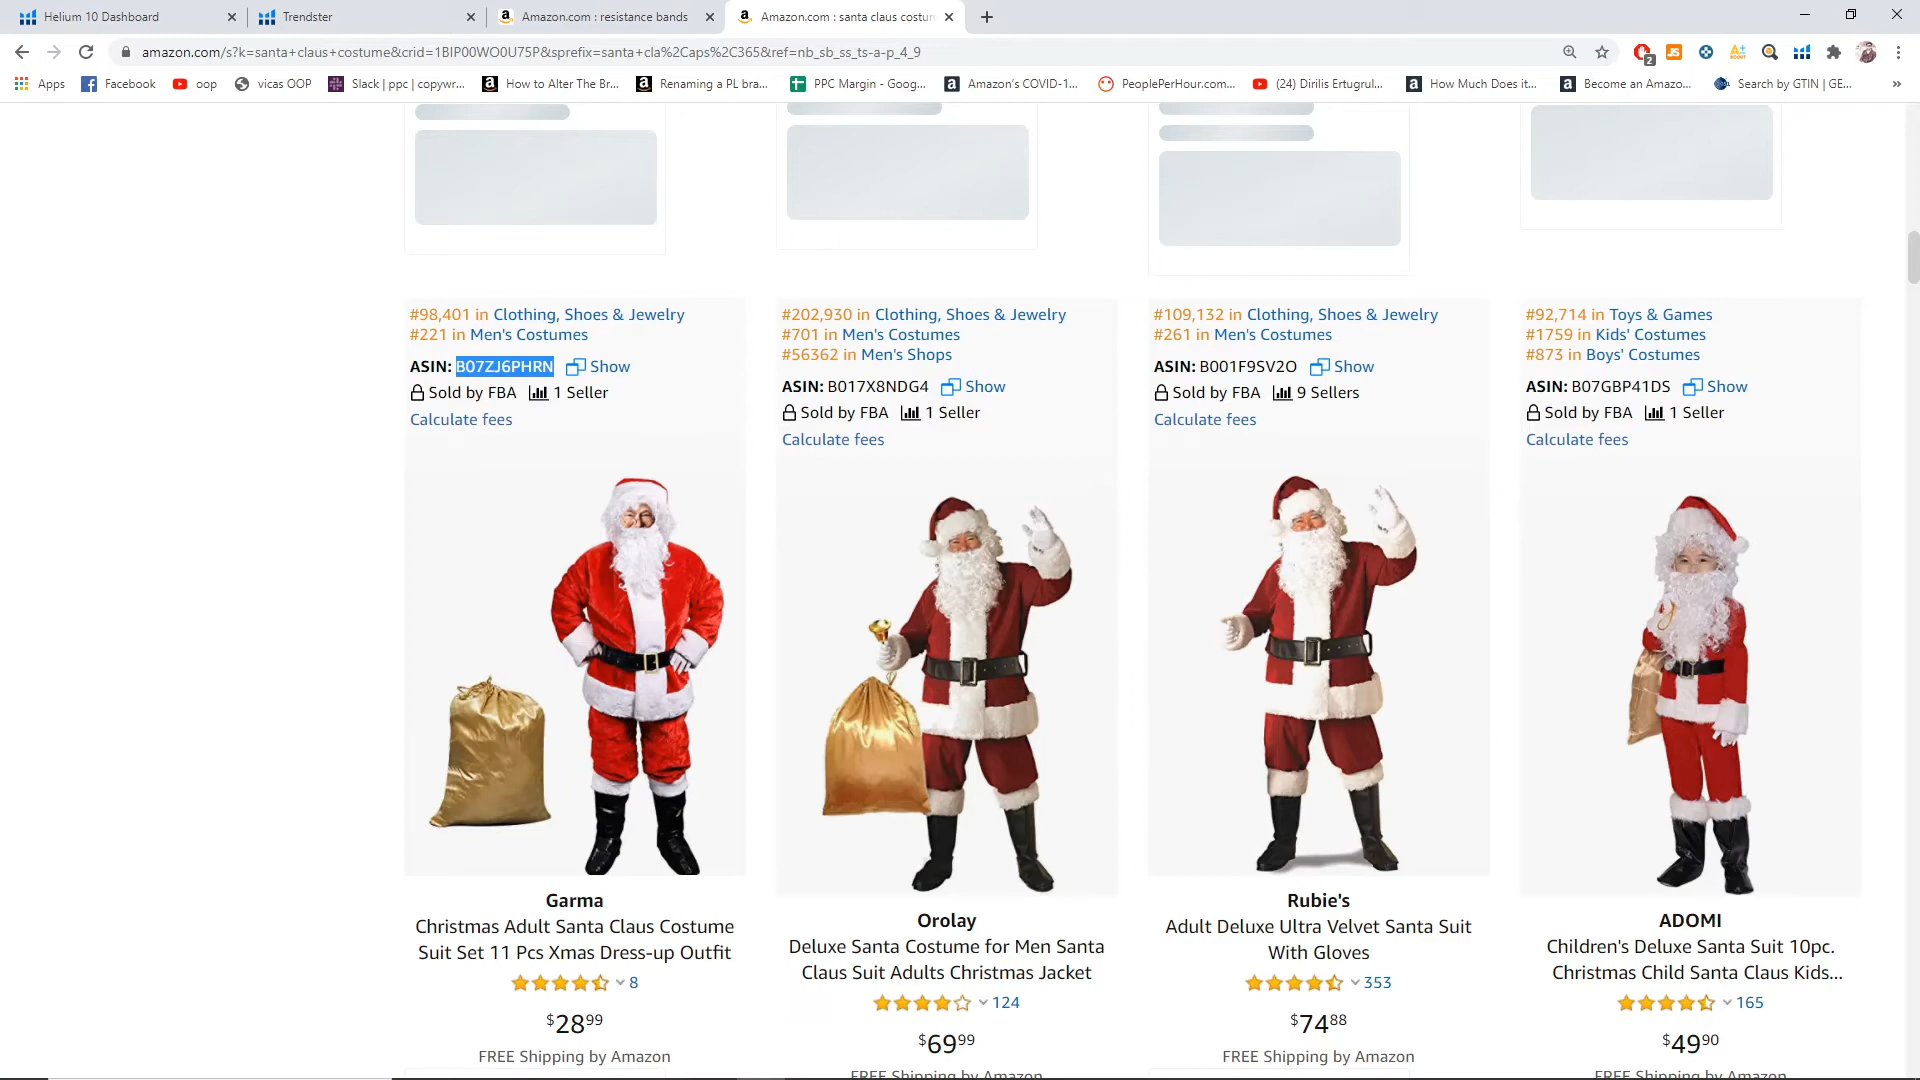 Helium 10 Dashboard
Trendster
Amazon.com : resistance bands
Amazon.com : santa claus costum
amazon.com/s?k=santa+claus+costume&crid=1BIP00WO0U75P&sprefix=santa+cla%2Caps%2C365&ref=nb_sb_ss_ts-a-p_4_9
Apps
Facebook
oop
vicas OOP
Slack | ppc | copywr...
How to Alter The Br...
Renaming a PL bra...
PPC Margin - Goog...
Amazon's COVID-1...
PeoplePerHour.com...
(24) Dirilis Ertugrul...
How Much Does it...
Become an Amazo...
Search by GTIN | GE...
#98,401 in Clothing, Shoes & Jewelry
#221 in Men's Costumes
ASIN: B07ZJ6PHRN Show
Sold by FBA 1 Seller
Calculate fees
Garma
Christmas Adult Santa Claus Costume
Suit Set 11 Pcs Xmas Dress-up Outfit
8
$28 99
FREE Shipping by Amazon
#202,930 in Clothing, Shoes & Jewelry
#701 in Men's Costumes
#56362 in Men's Shops
ASIN: B017X8NDG4 Show
Sold by FBA 1 Seller
Calculate fees
Orolay
Deluxe Santa Costume for Men Santa
Claus Suit Adults Christmas Jacket
124
$69 99
FREE Shipping by Amazon
#109,132 in Clothing, Shoes & Jewelry
#261 in Men's Costumes
ASIN: B001F9SV2O Show
Sold by FBA 9 Sellers
Calculate fees
Rubie's
Adult Deluxe Ultra Velvet Santa Suit
With Gloves
353
$74 88
FREE Shipping by Amazon
#92,714 in Toys & Games
#1759 in Kids' Costumes
#873 in Boys' Costumes
ASIN: B07GBP41DS Show
Sold by FBA 1 Seller
Calculate fees
ADOMI
Children's Deluxe Santa Suit 10pc.
Christmas Child Santa Claus Kids...
165
$49 90
FREE Shipping by Amazon